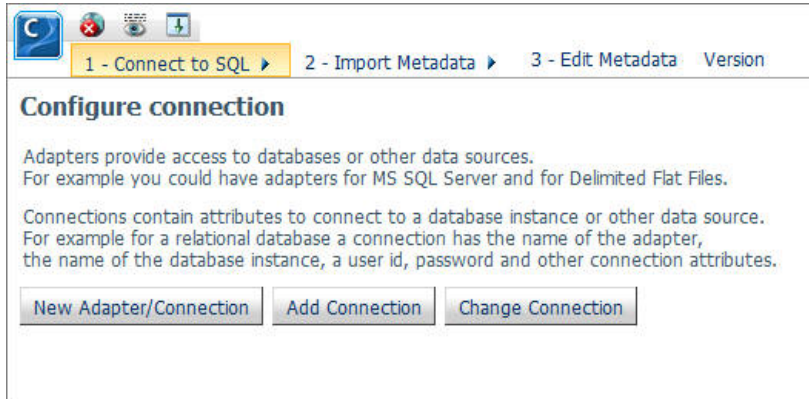 C
1 - Connect to SQL 2 - Import Metadata 3 - Edit Metadata Version
Configure connection
Adapters provide access to databases or other data sources.
For example you could have adapters for MS SQL Server and for Delimited Flat Files.
Connections contain attributes to connect to a database instance or other data source.
For example for a relational database a connection has the name of the adapter,
the name of the database instance, a user id, password and other connection attributes.
New Adapter/Connection Add Connection Change Connection